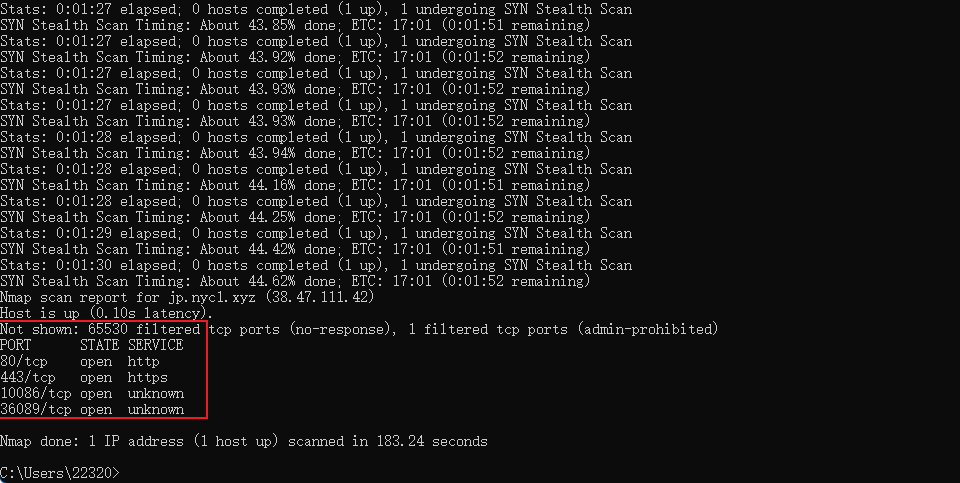 Stats: 0:01:27 elapsed; 0 hosts completed (1 up), 1 undergoing SYN Stealth Scan
SYN Stealth Scan Timing: About 43.85% done; ETC: 17:01 (0:01:51 remaining)
Stats: 0:01:27 elapsed; 0 hosts completed (1 up), 1 undergoing SYN Stealth Scan
SYN Stealth Scan Timing: About 43.92% done; ETC: 17:01 (0:01:52 remaining)
Stats: 0:01:27 elapsed; 0 hosts completed (1 up), 1 undergoing SYN Stealth Scan
SYN Stealth Scan Timing: About 43.93% done; ETC: 17:01 (0:01:52 remaining)
Stats: 0:01:27 elapsed; 0 hosts completed (1 up), 1 undergoing SYN Stealth Scan
SYN Stealth Scan Timing: About 43.93% done; ETC: 17:01 (0:01:52 remaining)
Stats: 0:01:28 elapsed; 0 hosts completed (1 up), 1 undergoing SYN Stealth Scan
SYN Stealth Scan Timing: About 43.94% done; ETC: 17:01 (0:01:52 remaining)
Stats: 0:01:28 elapsed; 0 hosts completed (1 up), 1 undergoing SYN Stealth Scan
SYN Stealth Scan Timing: About 44.16% done; ETC: 17:01 (0:01:51 remaining)
Stats: 0:01:28 elapsed; 0 hosts completed (1 up), 1 undergoing SYN Stealth Scan
SYN Stealth Scan Timing: About 44.25% done; ETC: 17:01 (0:01:52 remaining)
Stats: 0:01:29 elapsed; 0 hosts completed (1 up), 1 undergoing SYN Stealth Scan
SYN Stealth Scan Timing: About 44.42% done; ETC: 17:01 (0:01:51 remaining)
Stats: 0:01:30 elapsed; 0 hosts completed (1 up), 1 undergoing SYN Stealth Scan
SYN Stealth Scan Timing: About 44.62% done; ETC: 17:01 (0:01:52 remaining)
Nmap scan report for jp.nyc1.xyz (38.47.111.42)
Host is up (0.10s latency).
Not shown: 65530 filtered tcp ports (no-response), 1 filtered tcp ports (admin-prohibited)
PORT      STATE SERVICE
80/tcp    open  http
443/tcp   open  https
10086/tcp open  unknown
36089/tcp open  unknown
Nmap done: 1 IP address (1 host up) scanned in 183.24 seconds
C:\Users\22320>